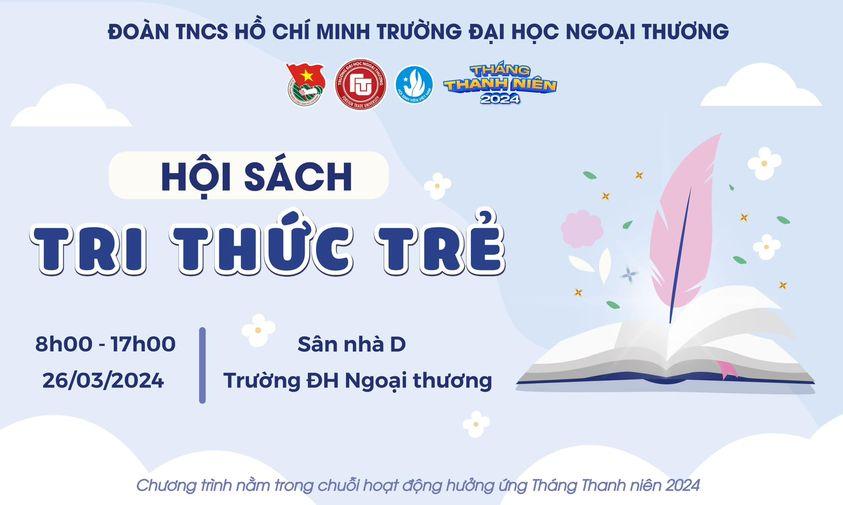 ĐOÀN TNCS HỒ CHÍ MINH TRƯỜNG ĐẠI HỌC NGOẠI THƯƠNG
THÁNG
THANH NIÊN
2024
HỘI SÁCH
TRI THỨC TRẺ
8h00 - 17h00
26/03/2024
Sân nhà D
Trường ĐH Ngoại thương
Chương trình nằm trong chuỗi hoạt động hưởng ứng Tháng Thanh niên 2024